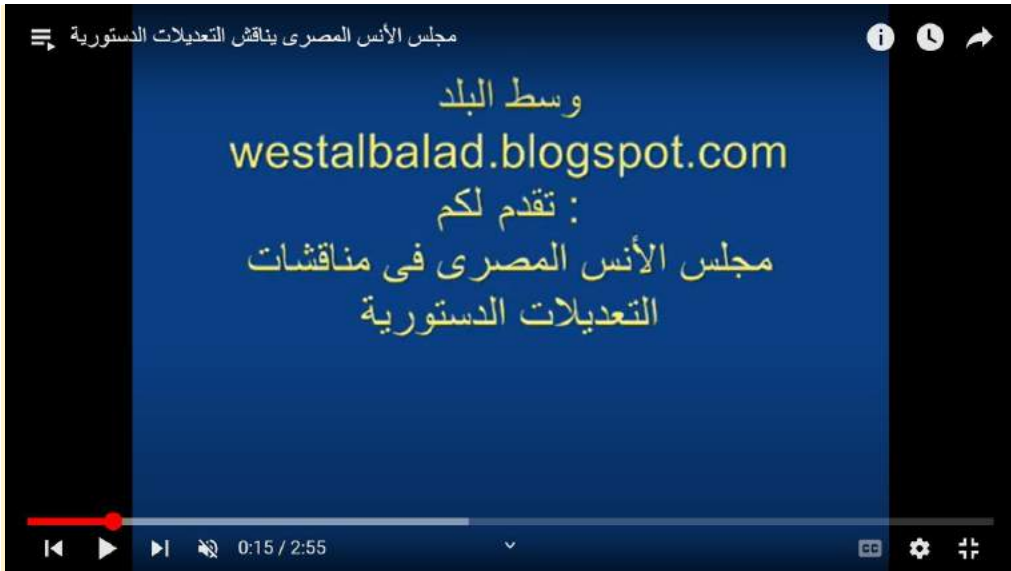 مجلس الأنس المصرى يناقش التعديلات الدستورية
وسط البلد
westalbalad.blogspot.com
: تقدم لكم
مجلس الأنس المصرى فى مناقشات
التعديلات الدستورية
0:15 / 2:55
CC